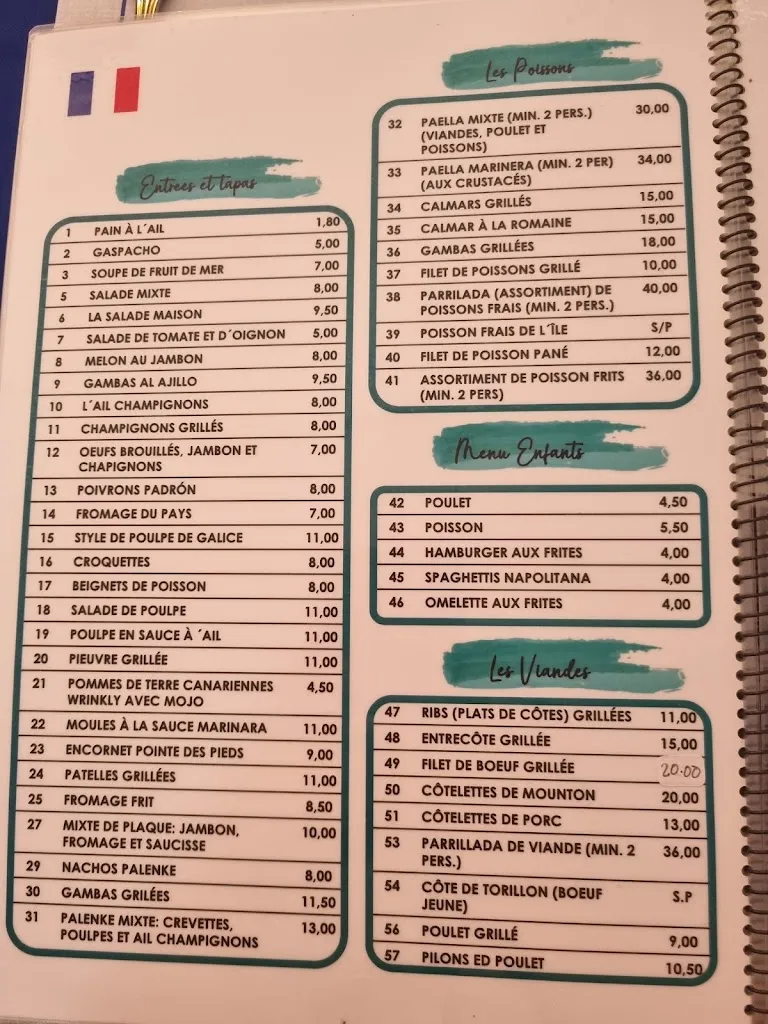 Entrees et tapas
1 PAIN À L´AIL 1,80
2 GASPACHO 5,00
3 SOUPE DE FRUIT DE MER 7,00
5 SALADE MIXTE 8,00
6 LA SALADE MAISON 9,50
7 SALADE DE TOMATE ET D´OIGNON 5,00
8 MELON AU JAMBON 8,00
9 GAMBAS AL AJILLO 9,50
10 L´AIL CHAMPIGNONS 8,00
11 CHAMPIGNONS GRILLÉS 8,00
12 OEUFS BROUILLÉS, JAMBON ET 7,00
CHAPIGNONS
13 POIVRONS PADRÓN 8,00
14 FROMAGE DU PAYS 7,00
15 STYLE DE POULPE DE GALICE 11,00
16 CROQUETTES 8,00
17 BEIGNETS DE POISSON 8,00
18 SALADE DE POULPE 11,00
19 POULPE EN SAUCE À ´AIL 11,00
20 PIEUVRE GRILLÉE 11,00
21 POMMES DE TERRE CANARIENNES 4,50
WRINKLY AVEC MOJO
22 MOULES À LA SAUCE MARINARA 11,00
23 ENCORNET POINTE DES PIEDS 9,00
24 PATELLES GRILLÉES 11,00
25 FROMAGE FRIT 8,50
27 MIXTE DE PLAQUE: JAMBON, 10,00
FROMAGE ET SAUCISSE
29 NACHOS PALENKE 8,00
30 GAMBAS GRILÉES 11,50
31 PALENKE MIXTE: CREVETTES, 13,00
POULPES ET AIL CHAMPIGNONS
Les Poissons
32 PAELLA MIXTE (MIN. 2 PERS.) 30,00
(VIANDES, POULET ET
POISSONS)
33 PAELLA MARINERA (MIN. 2 PER) 34,00
(AUX CRUSTACÉS)
34 CALMARS GRILLÉS 15,00
35 CALMAR À LA ROMAINE 15,00
36 GAMBAS GRILLÉES 18,00
37 FILET DE POISSONS GRILLÉ 10,00
38 PARRILADA (ASSORTIMENT) DE 40,00
POISSONS FRAIS (MIN. 2 PERS.)
39 POISSON FRAIS DE L´ÎLE S/P
40 FILET DE POISSON PANÉ 12,00
41 ASSORTIMENT DE POISSON FRITS 36,00
(MIN. 2 PERS)
Menu Enfants
42 POULET 4,50
43 POISSON 5,50
44 HAMBURGER AUX FRITES 4,00
45 SPAGHETTIS NAPOLITANA 4,00
46 OMELETTE AUX FRITES 4,00
Les Viandes
47 RIBS (PLATS DE CÔTES) GRILLÉES 11,00
48 ENTRECÔTE GRILLÉE 15,00
49 FILET DE BOEUF GRILLÉE 20.00
50 CÔTELETTES DE MOUNTON 20,00
51 CÔTELETTES DE PORC 13,00
53 PARRILLADA DE VIANDE (MIN. 2 36,00
PERS.)
54 CÔTE DE TORILLON (BOEUF S.P
JEUNE)
56 POULET GRILLÉ 9,00
57 PILONS ED POULET 10,50